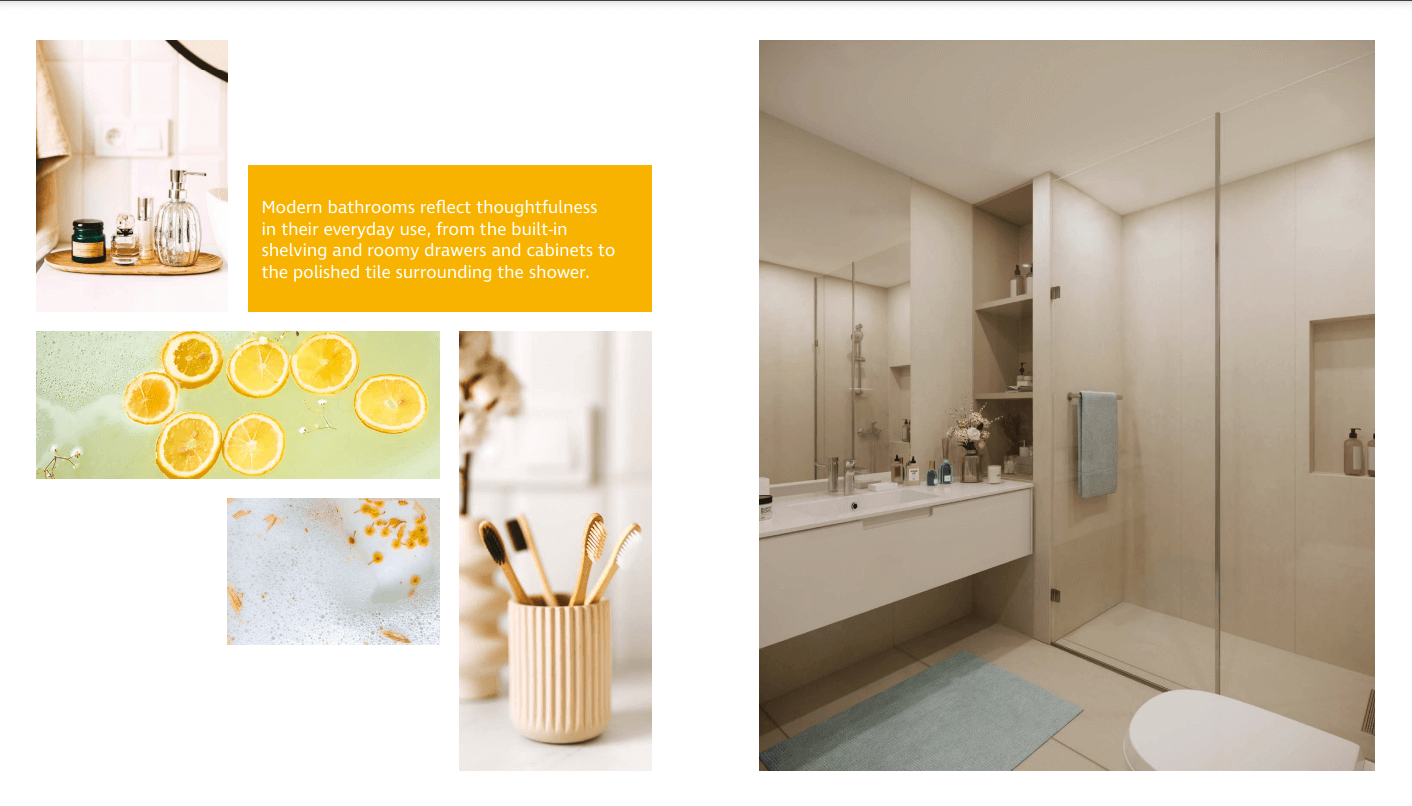 Modern bathrooms reflect thoughtfulness
in their everyday use, from the built-in
shelving and roomy drawers and cabinets to
the polished tile surrounding the shower.